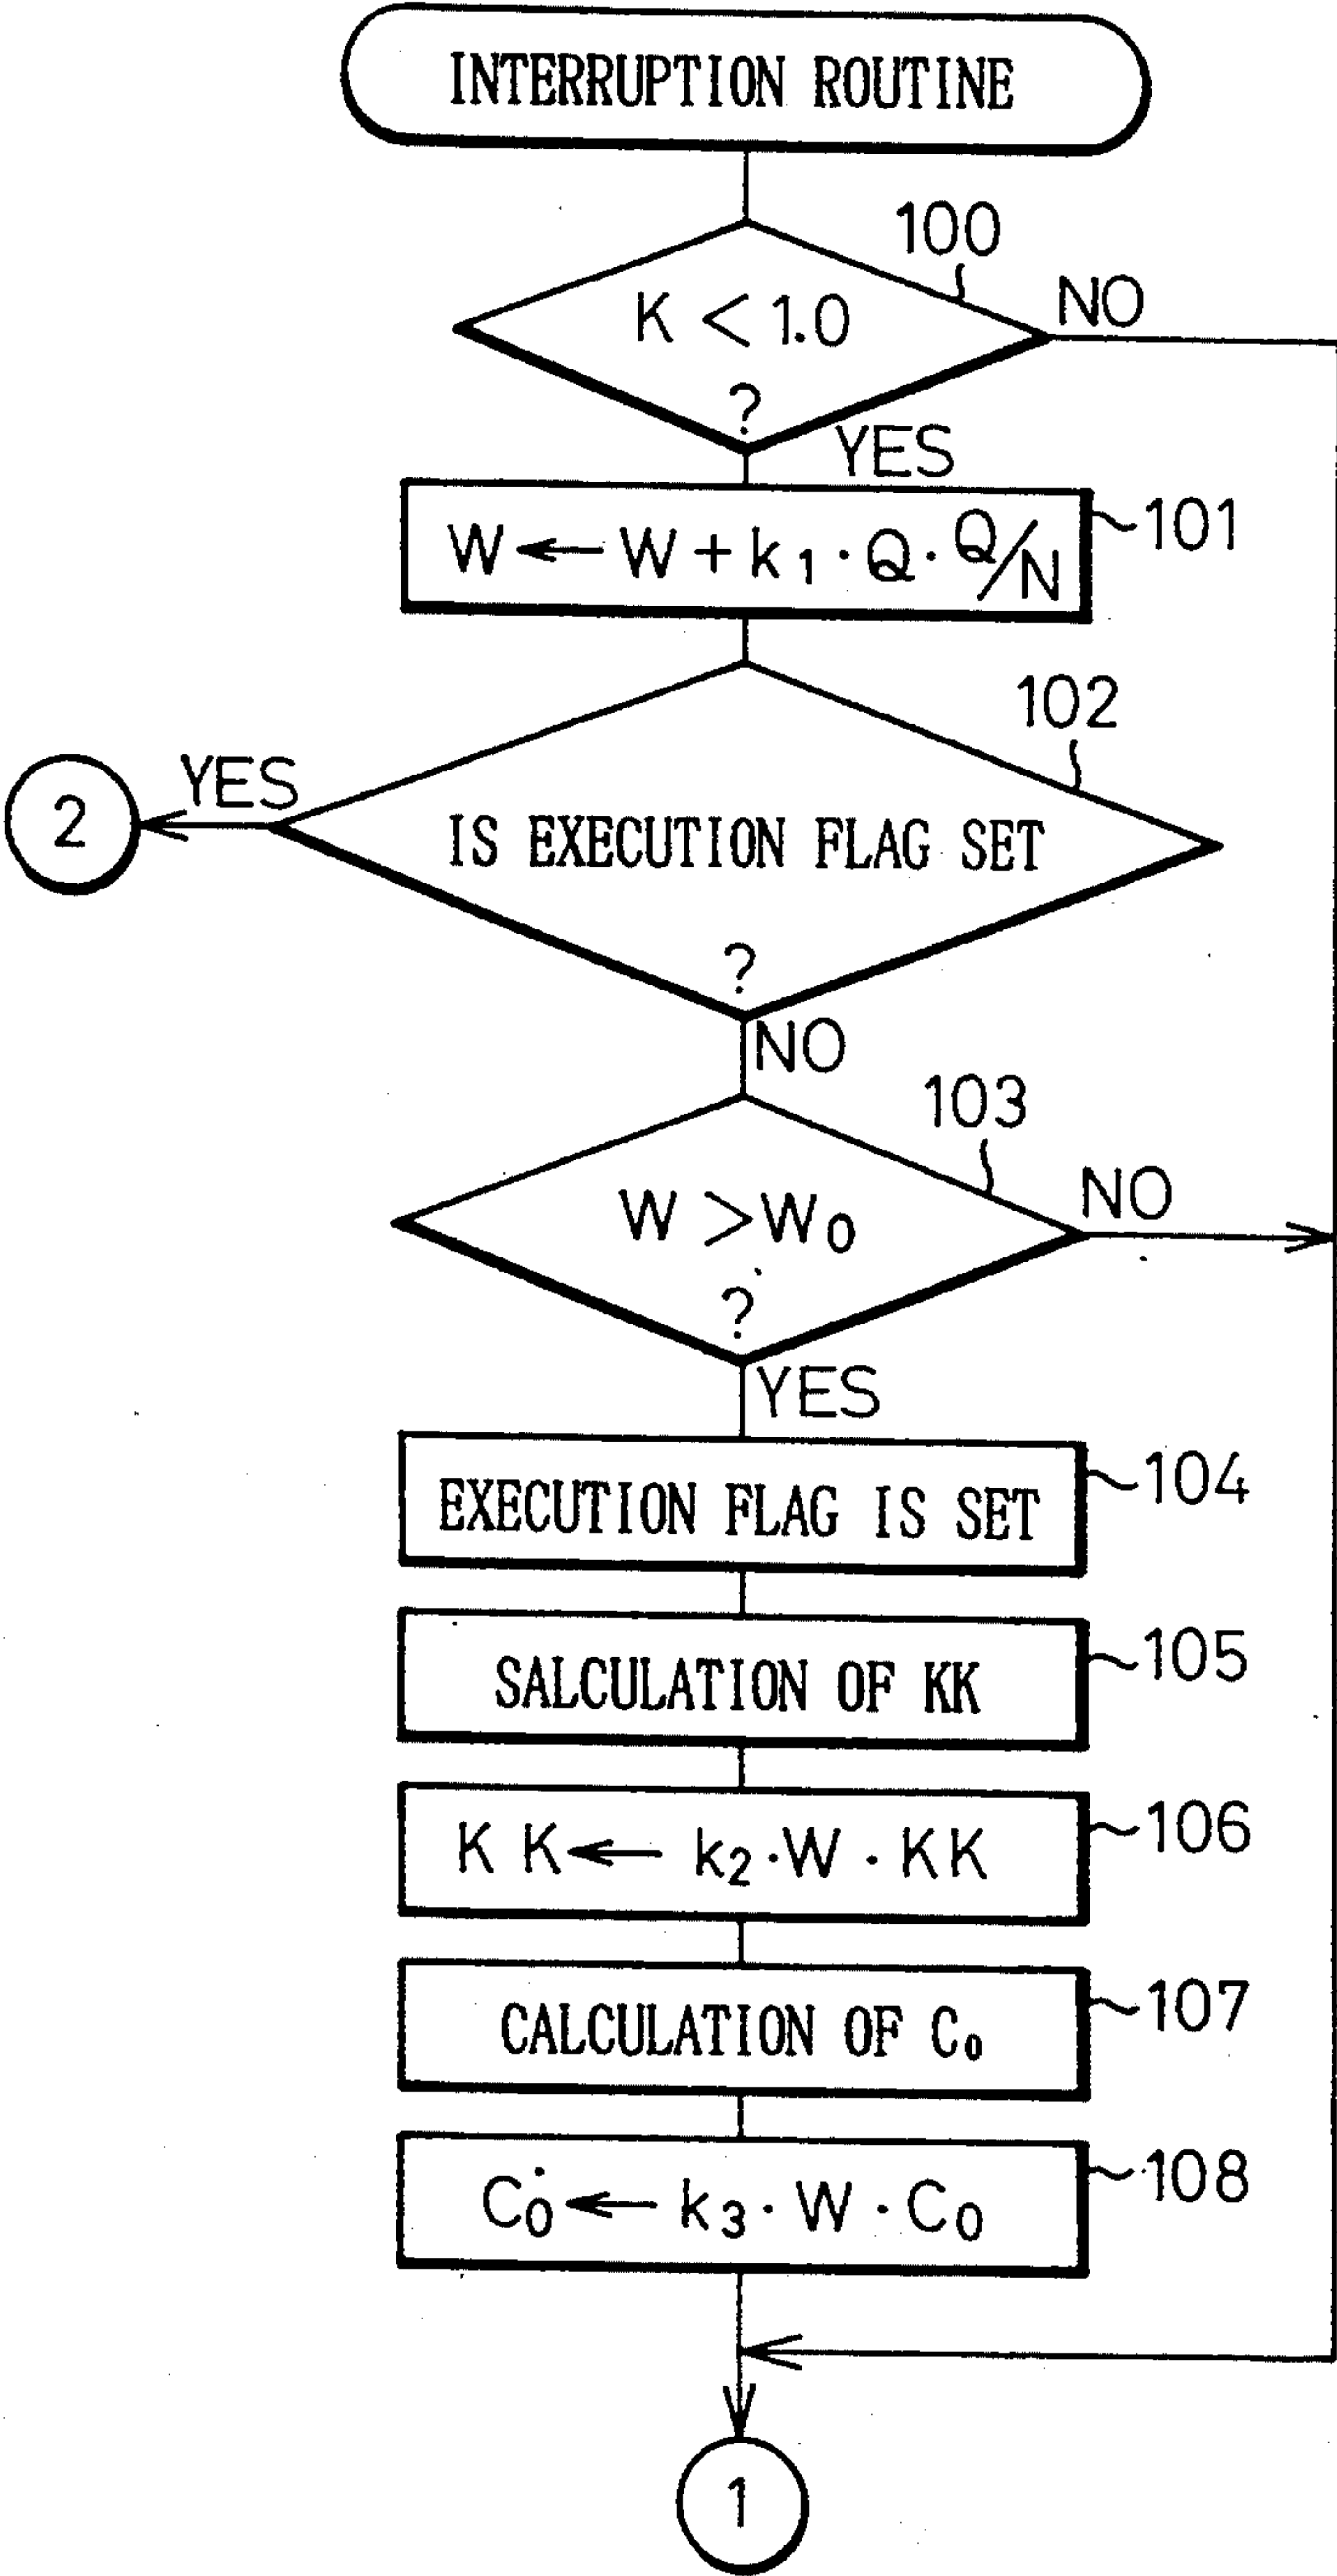 INTERRUPTION ROUTINE
100
K < 1.0
NO
?
YES
W ← W + k₁ · Q · Q/N
101
102
YES
2
IS EXECUTION FLAG SET
?
NO
103
W > W₀
NO
?
YES
EXECUTION FLAG IS SET
104
SALCULATION OF KK
105
KK ← k₂ · W · KK
106
CALCULATION OF C₀
107
C₀ ← k₃ · W · C₀
108
1